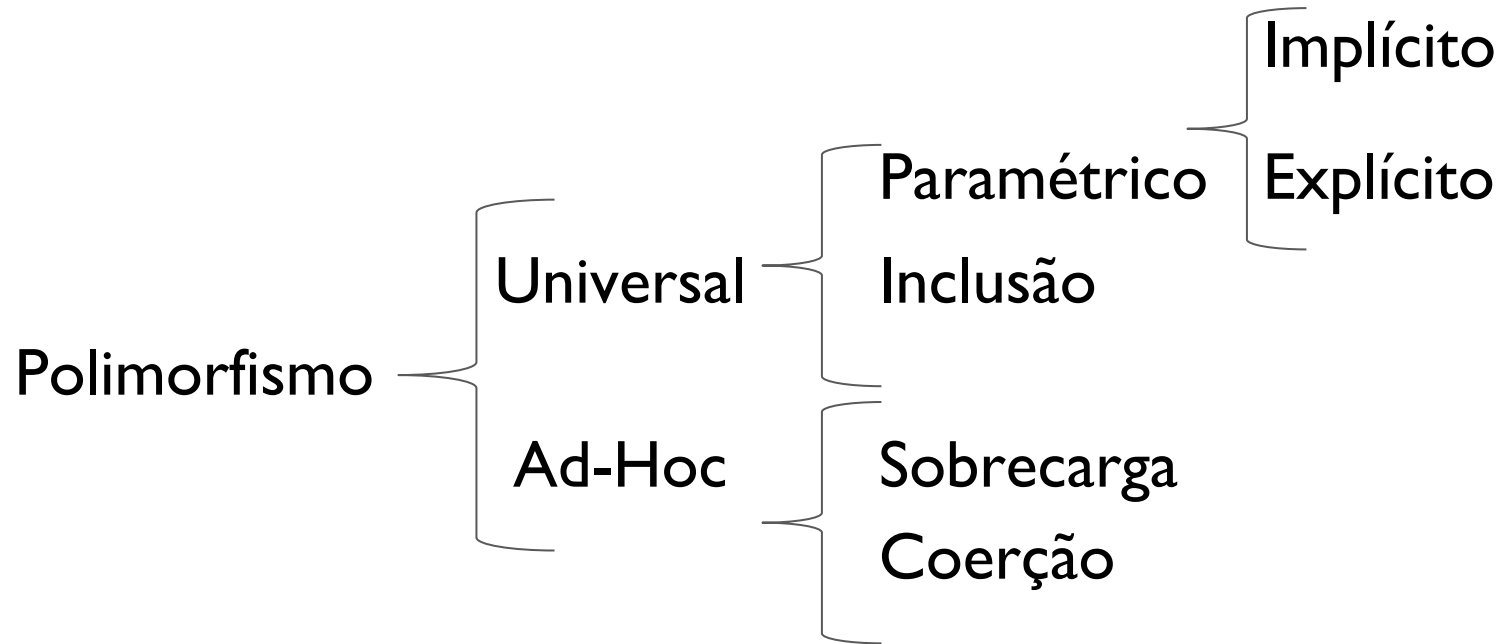 Implícito
Paramétrico
Explícito
Universal
Inclusão
Polimorfismo
Ad-Hoc
Sobrecarga
Coerção